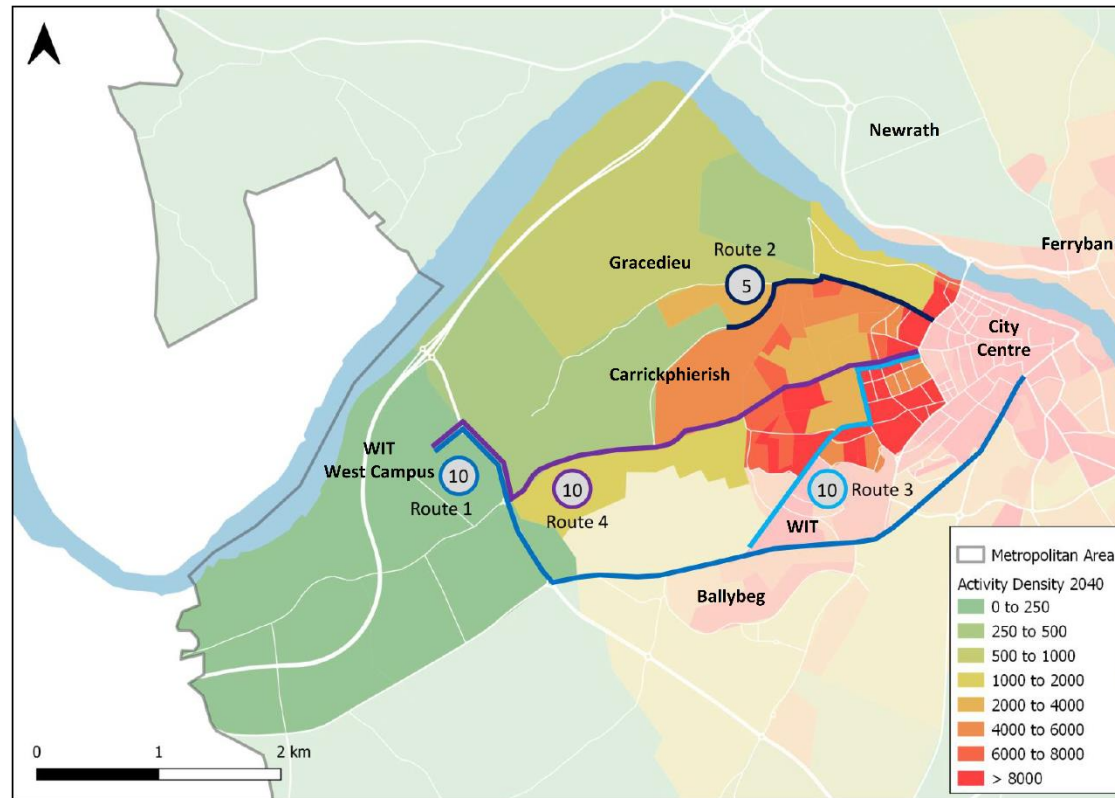 Newrath
Ferryban
Route 2
Gracedieu
5
City
Centre
Carrickphierish
WIT
West Campus
10
Route 1
10
Route 4
10
Route 3
WIT
Ballybeg
Metropolitan Area
Activity Density 2040
0 to 250
250 to 500
500 to 1000
1000 to 2000
2000 to 4000
4000 to 6000
6000 to 8000
> 8000
0 1 2 km